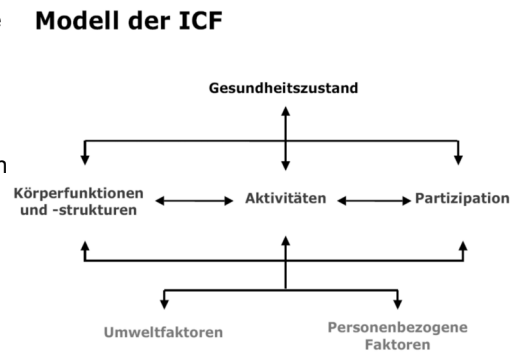 e Modell der ICF
Gesundheitszustand
n
Körperfunktionen
und -strukturen
Aktivitäten
Partizipation
Umweltfaktoren
Personenbezogene
Faktoren